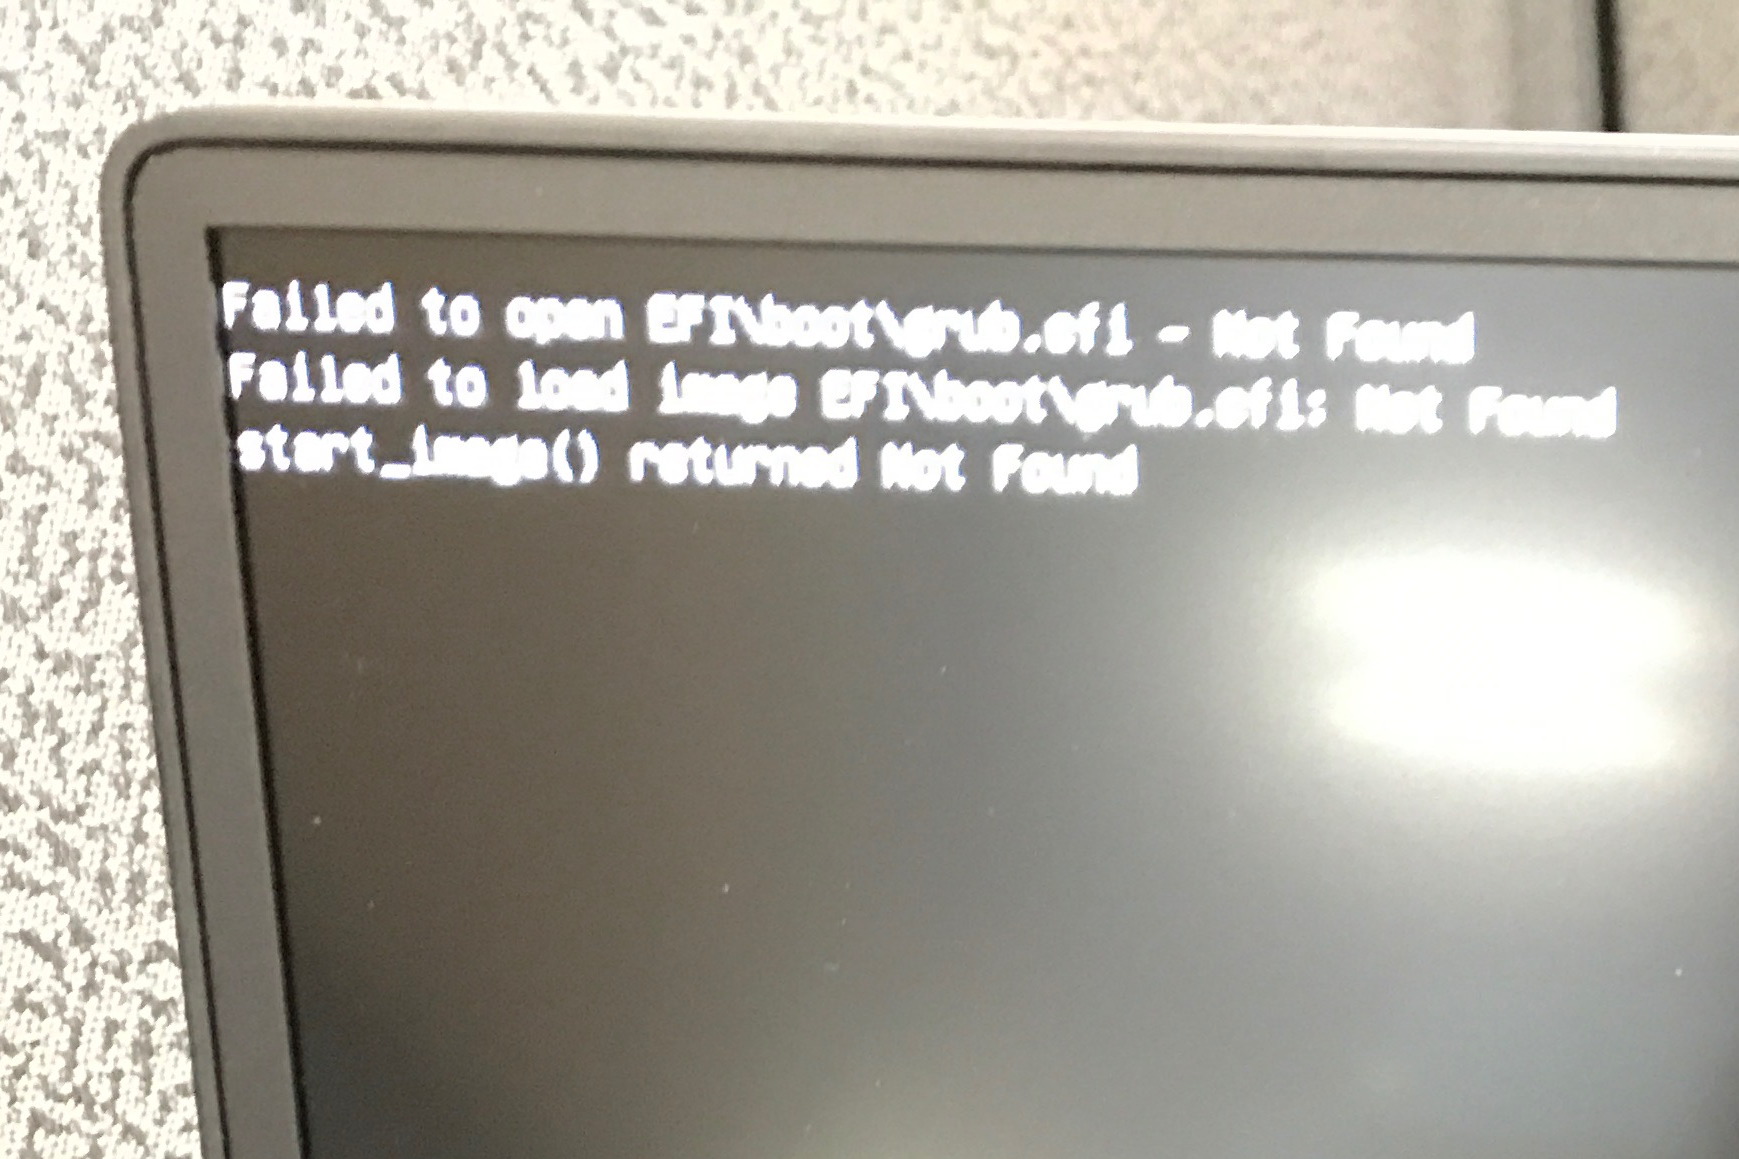 Failed to open EFI\boot\grub.efi - Not Found
Failed to load image EFI\boot\grub.efi: Not Found
start_image() returned Not Found